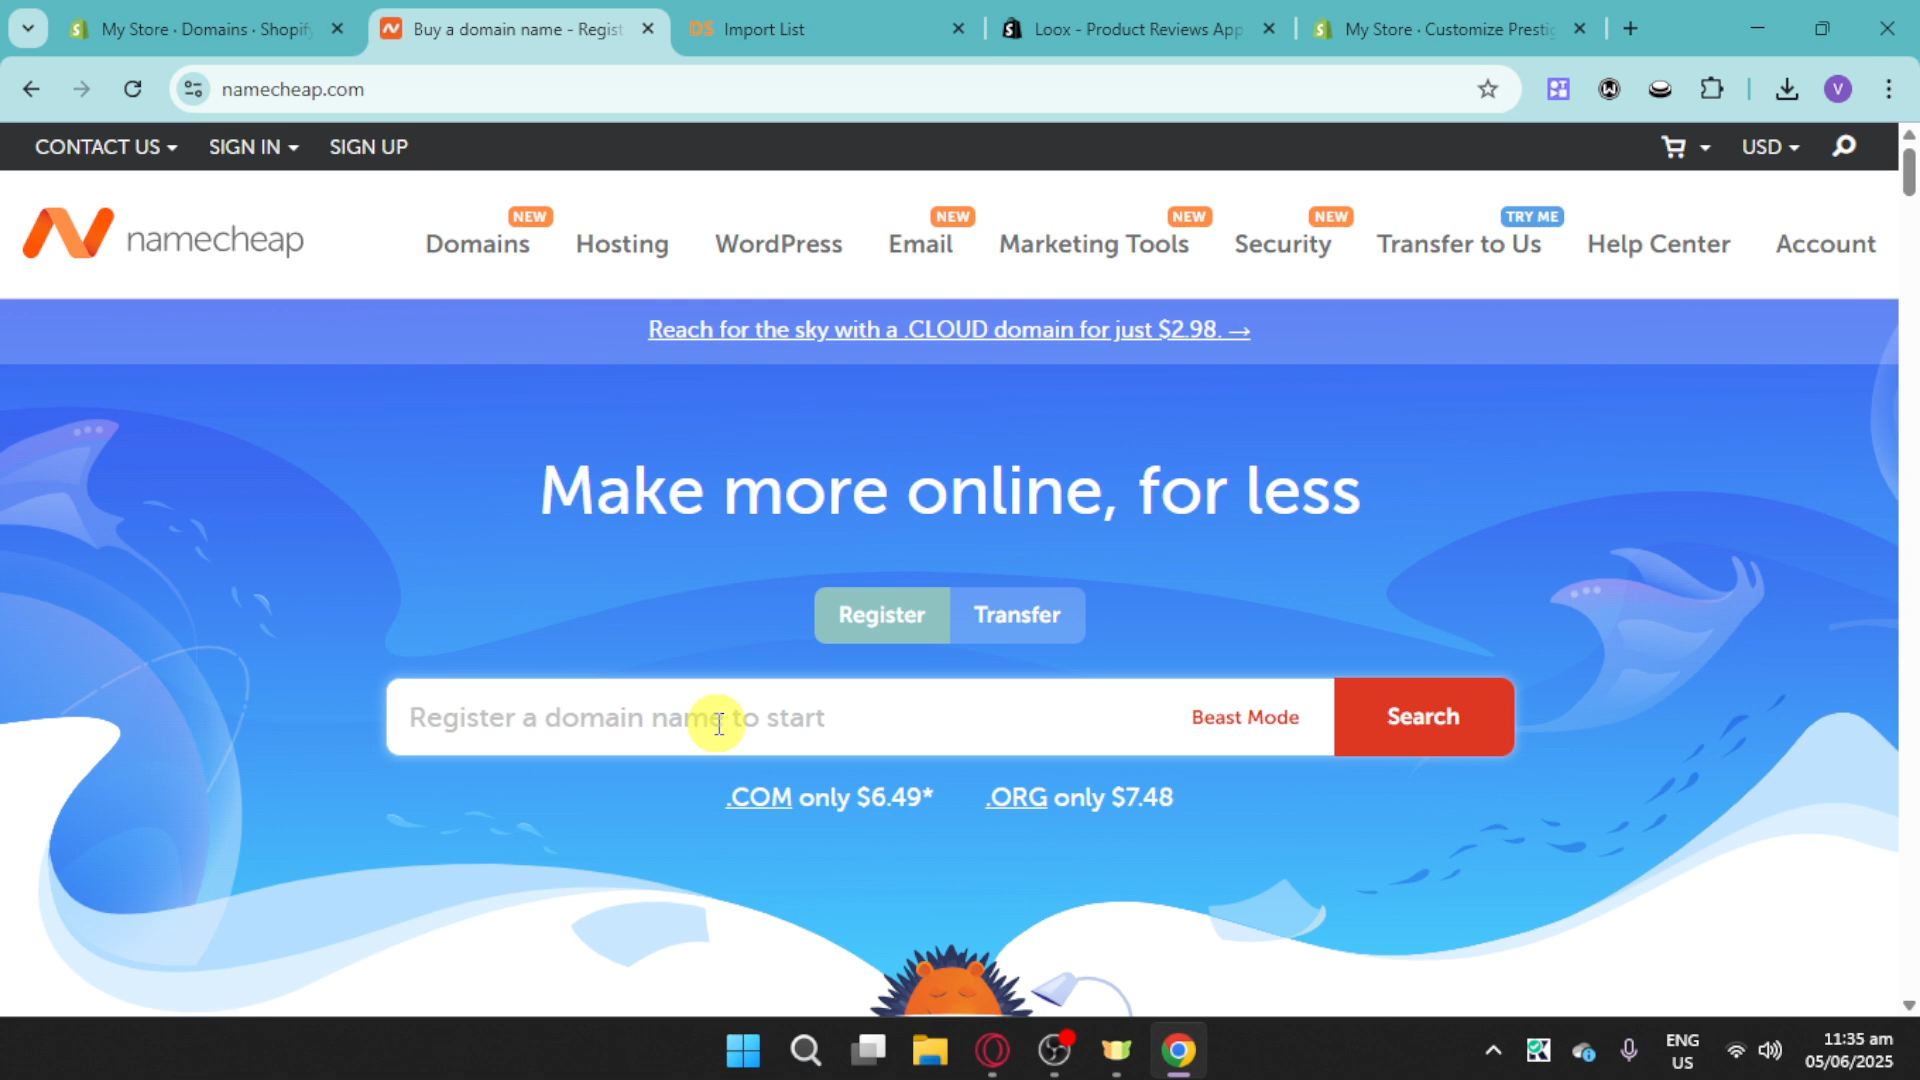 My Store · Domains · Shopify
Buy a domain name - Regist
DS Import List
Loox - Product Reviews App
My Store · Customize Prestig
namecheap.com
V
CONTACT US SIGN IN SIGN UP USD
NEW NEW NEW NEW TRY ME
namecheap Domains Hosting WordPress Email Marketing Tools Security Transfer to Us Help Center Account
Reach for the sky with a .CLOUD domain for just $2.98. →
Make more online, for less
Register Transfer
Register a domain name to start Beast Mode Search
.COM only $6.49* .ORG only $7.48
ENG
US
11:35 am
05/06/2025